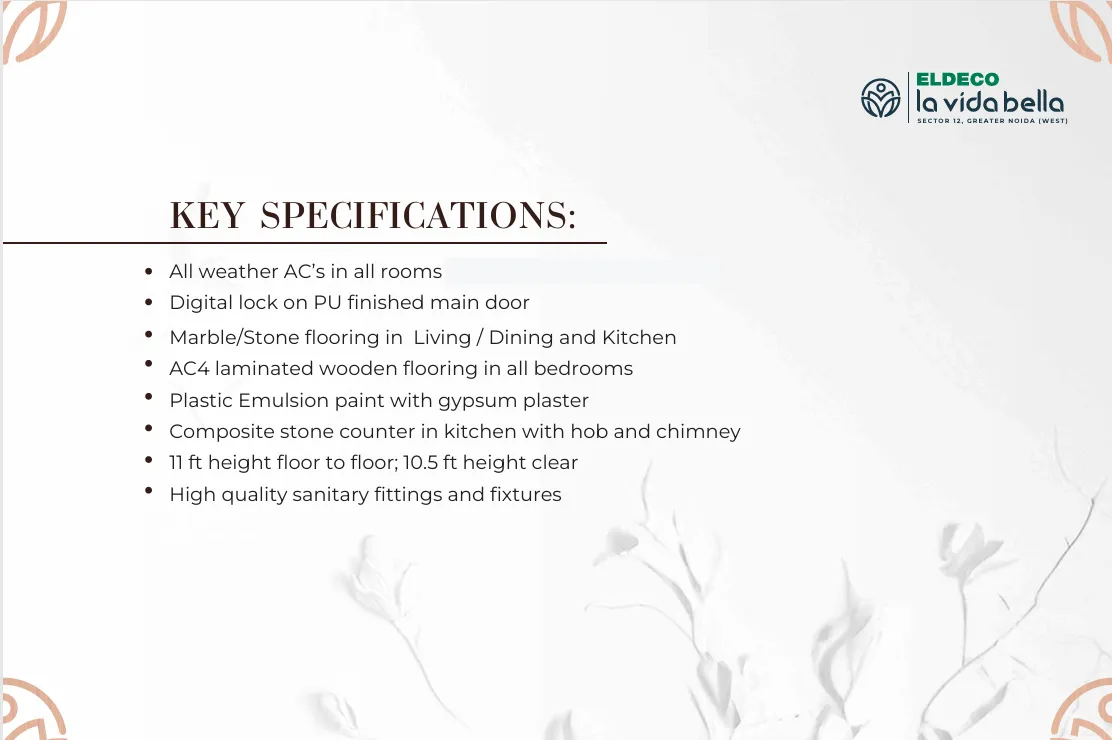 ELDECO
la vida bella
SECTOR 12, GREATER NOIDA (WEST)
KEY SPECIFICATIONS:
• All weather AC’s in all rooms
• Digital lock on PU finished main door
• Marble/Stone flooring in  Living / Dining and Kitchen
• AC4 laminated wooden flooring in all bedrooms
• Plastic Emulsion paint with gypsum plaster
• Composite stone counter in kitchen with hob and chimney
• 11 ft height floor to floor; 10.5 ft height clear
• High quality sanitary fittings and fixtures